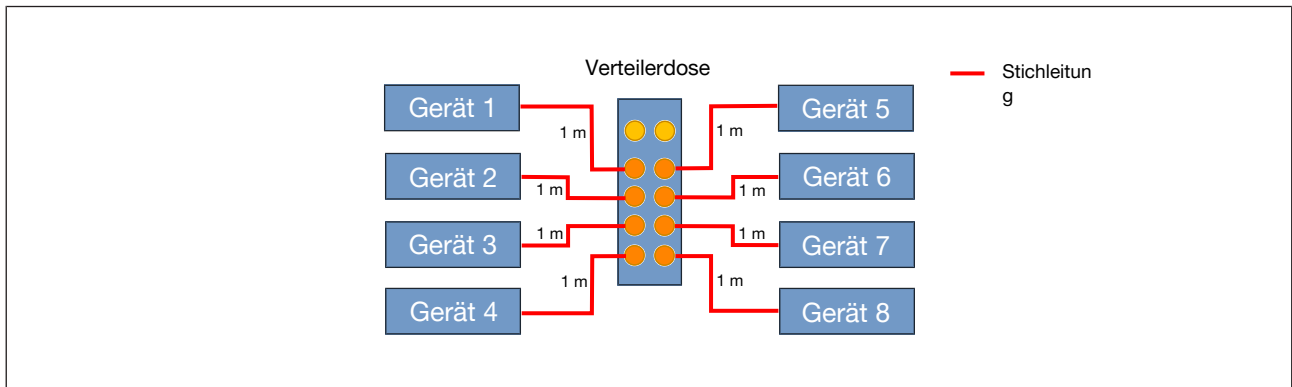 Verteilerdose
Stichleitun
g
Gerät 1
Gerät 5
1 m
1 m
Gerät 2
Gerät 6
1 m
1 m
Gerät 3
Gerät 7
1 m
1 m
Gerät 4
Gerät 8
1 m
1 m